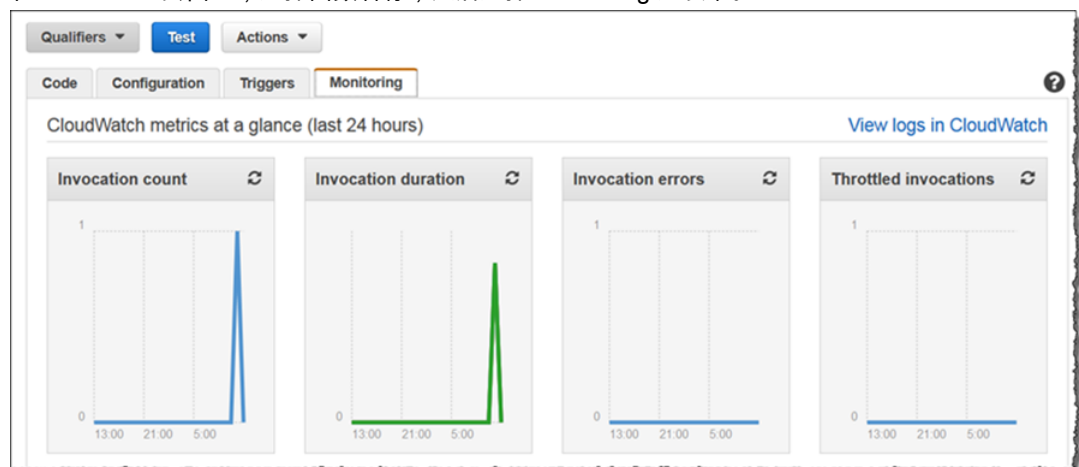 Qualifiers Test Actions
Code Configuration Triggers Monitoring
CloudWatch metrics at a glance (last 24 hours) View logs in CloudWatch
Invocation count Invocation duration Invocation errors Throttled invocations
1 1 1
0 0 0 0
13:00 21:00 5:00 13:00 21:00 5:00 13:00 21:00 5:00 13:00 21:00 5:00